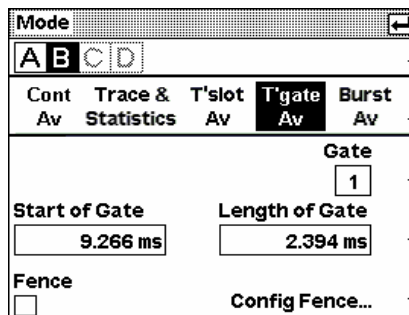 Mode
A B C D
Cont Trace & T'slot T'gate Burst
Av Statistics Av Av Av
Gate
1
Start of Gate Length of Gate
9.266 ms 2.394 ms
Fence
Config Fence...